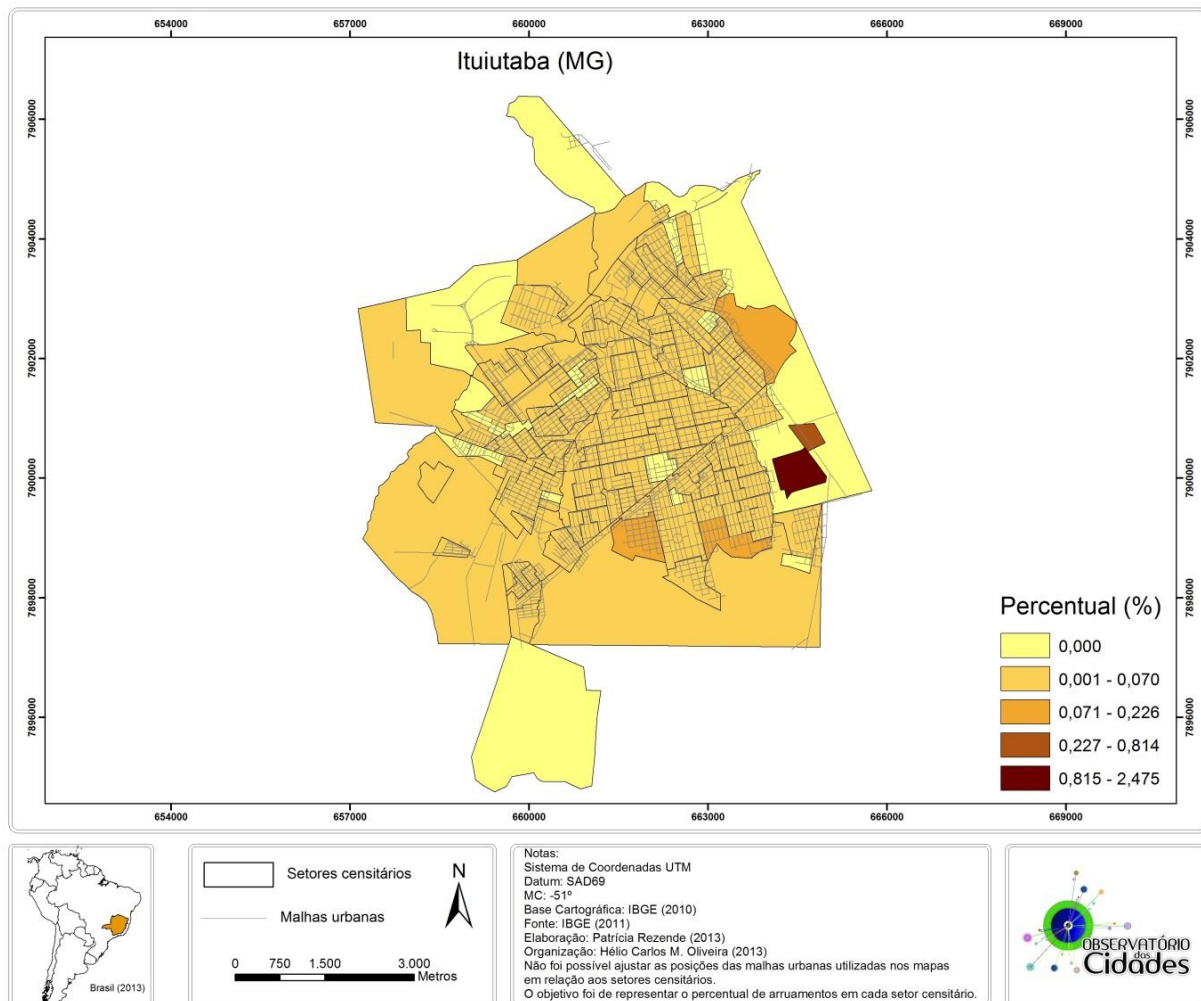 654000 657000 660000 663000 666000 669000
Ituiutaba (MG)
7906000 7906000
7904000 7904000
7902000 7902000
7900000 7900000
7898000 7898000
7896000 7896000
Percentual (%)
0,000
0,001 - 0,070
0,071 - 0,226
0,227 - 0,814
0,815 - 2,475
654000 657000 660000 663000 666000 669000
Brasil (2013)
Setores censitários
Malhas urbanas
N
0 750 1.500 3.000
Metros
Notas:
Sistema de Coordenadas UTM
Datum: SAD69
MC: -51º
Base Cartográfica: IBGE (2010)
Fonte: IBGE (2011)
Elaboração: Patrícia Rezende (2013)
Organização: Hélio Carlos M. Oliveira (2013)
Não foi possível ajustar as posições das malhas urbanas utilizadas nos mapas
em relação aos setores censitários.
O objetivo foi de representar o percentual de arruamentos em cada setor censitário.
OBSERVATÓRIO
das
Cidades